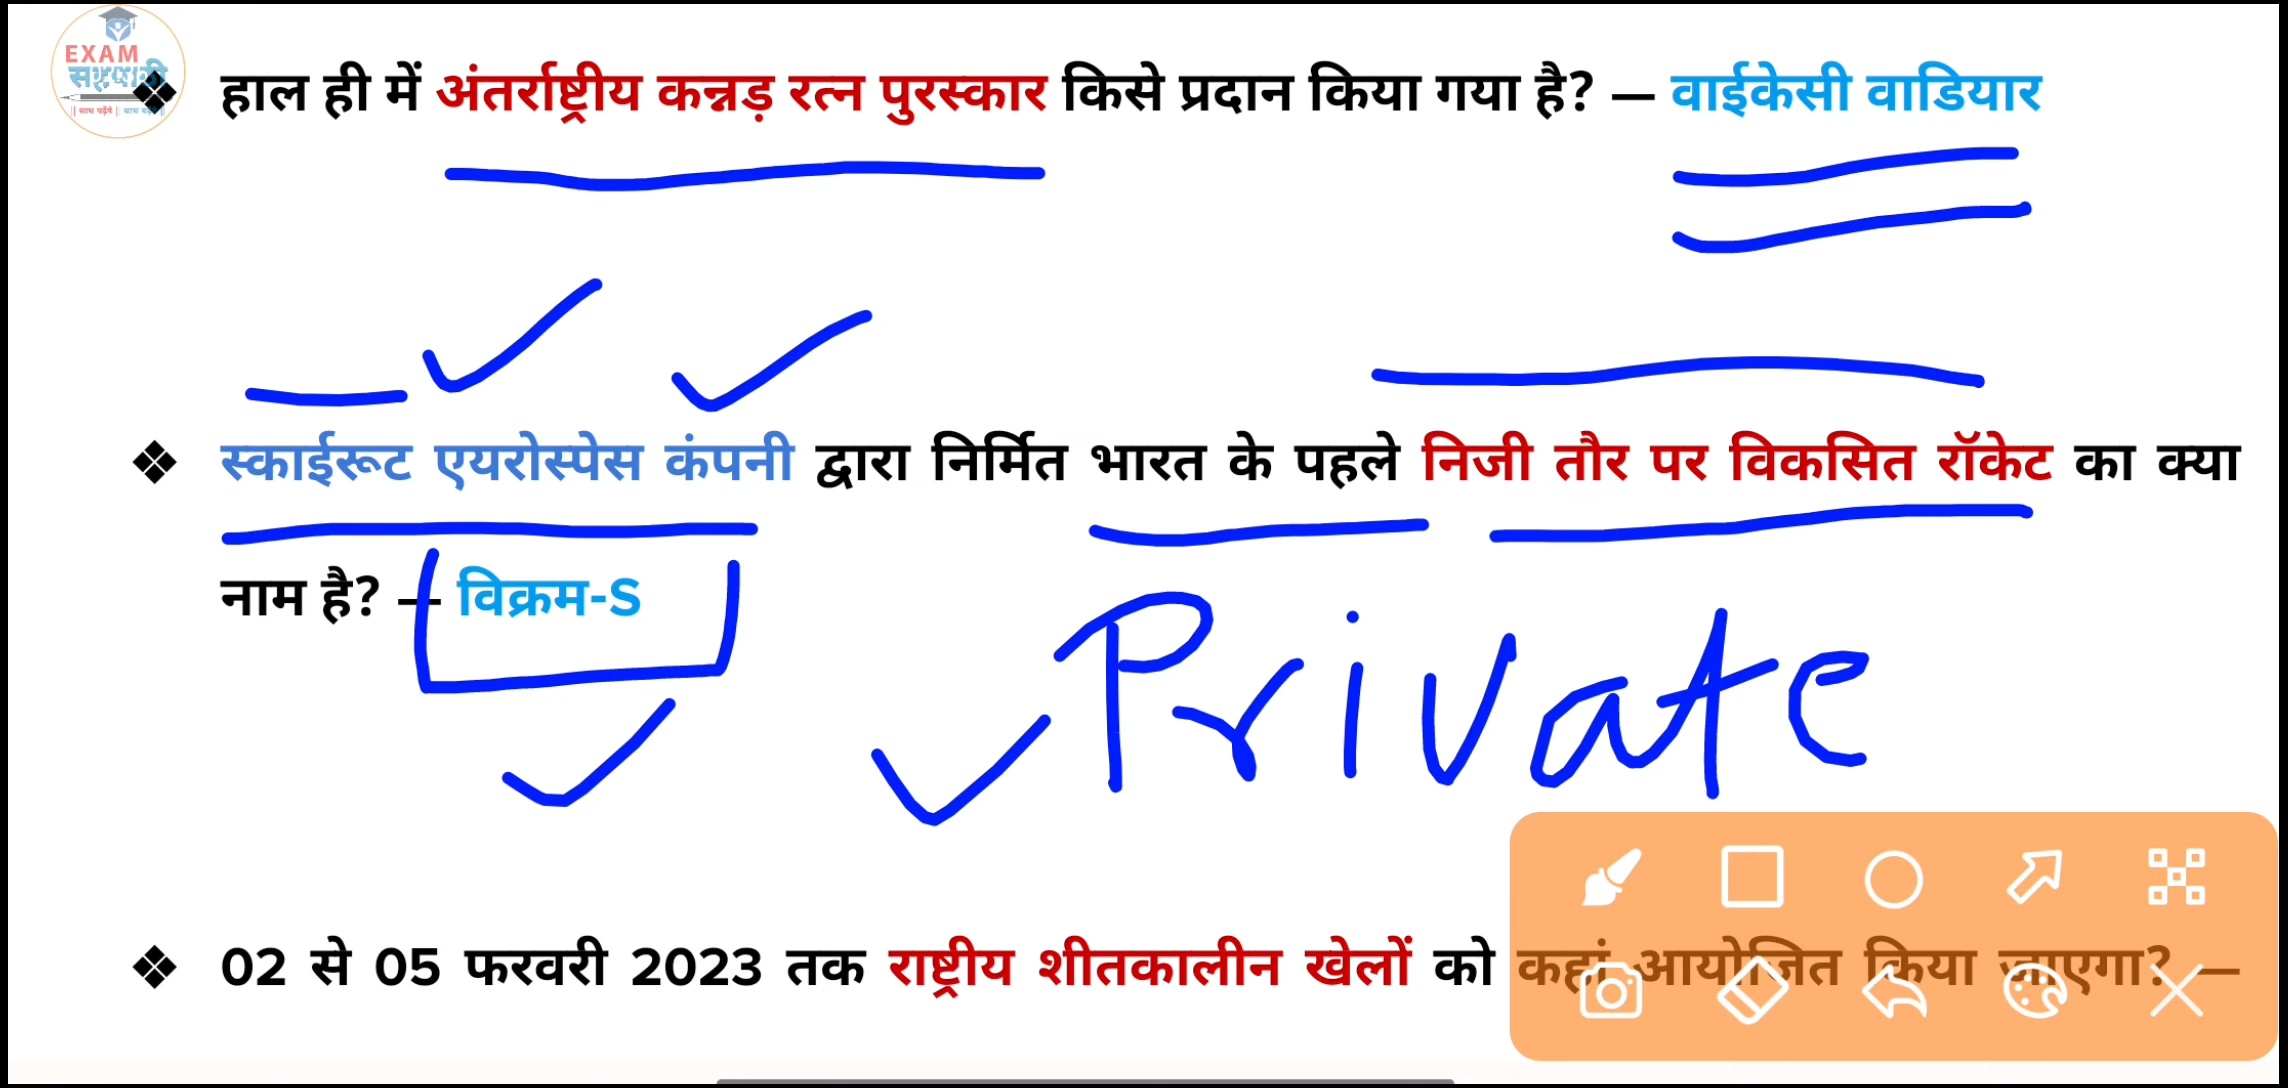 EXAM
हाल ही में अंतर्राष्ट्रीय कन्नड़ रत्न पुरस्कार किसे प्रदान किया गया है? – वाईकेसी वाडियार
स्काईरूट एयरोस्पेस कंपनी द्वारा निर्मित भारत के पहले निजी तौर पर विकसित रॉकेट का क्या
नाम है? – विक्रम-S
Private
02 से 05 फरवरी 2023 तक राष्ट्रीय शीतकालीन खेलों को कहां आयोजित किया जाएगा? –